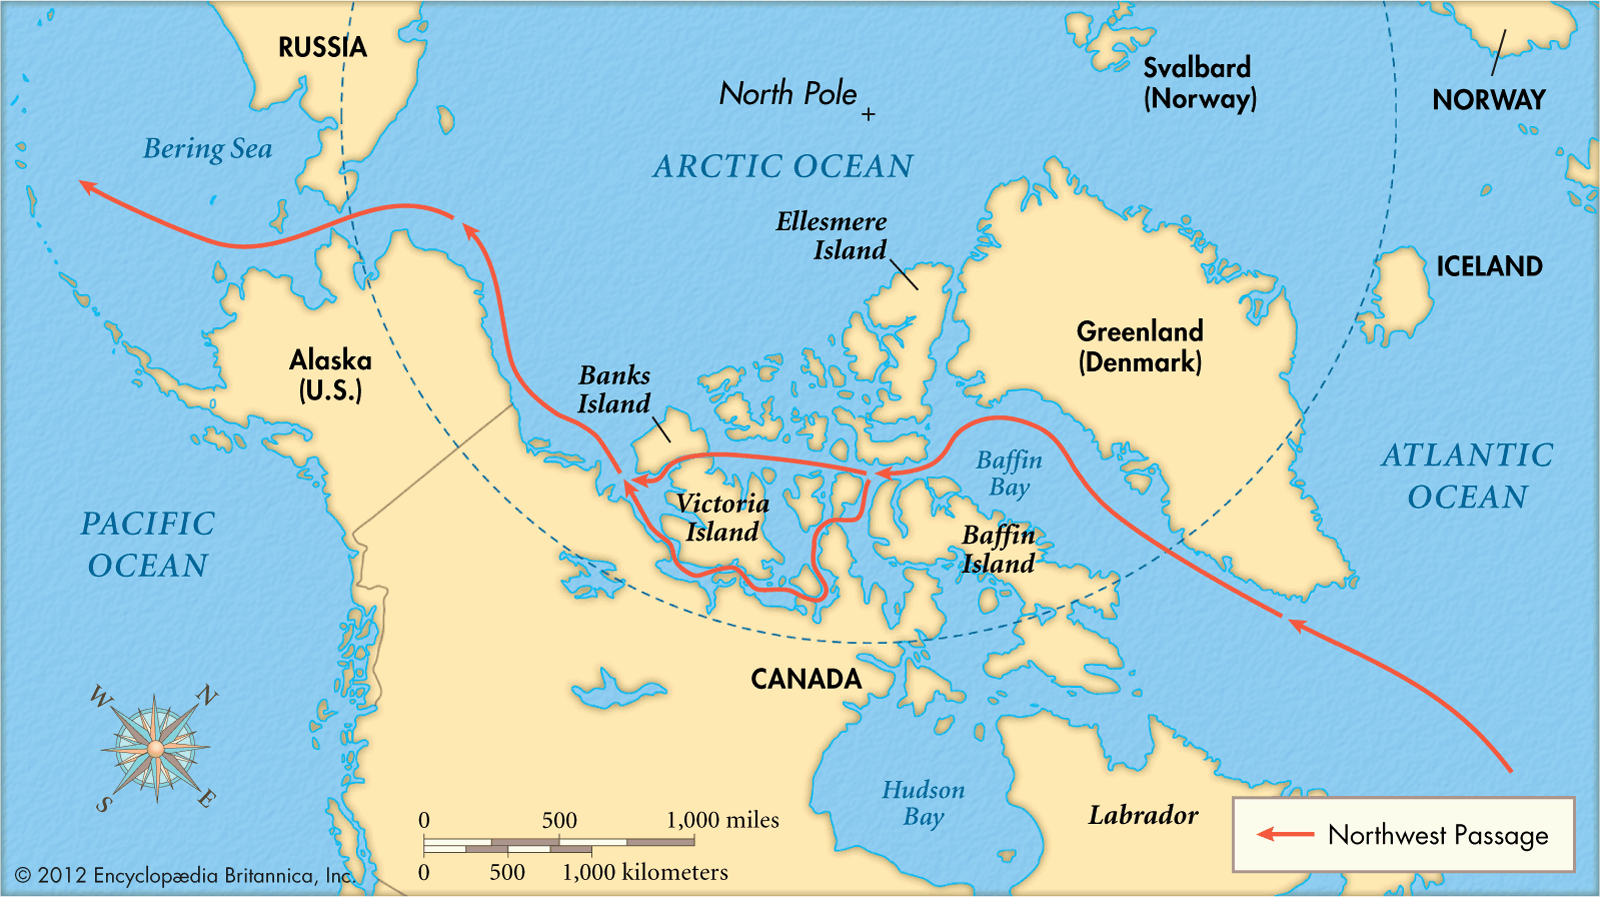 RUSSIA
North Pole
+
Svalbard
(Norway)
NORWAY
Bering Sea
ARCTIC OCEAN
Ellesmere
Island
ICELAND
Greenland
(Denmark)
Alaska
(U.S.)
Banks
Island
Baffin
Bay
ATLANTIC
OCEAN
Victoria
Island
PACIFIC
OCEAN
Baffin
Island
CANADA
W
N
S
E
Hudson
Bay
Labrador
0 500 1,000 miles
0 500 1,000 kilometers
Northwest Passage
© 2012 Encyclopædia Britannica, Inc.